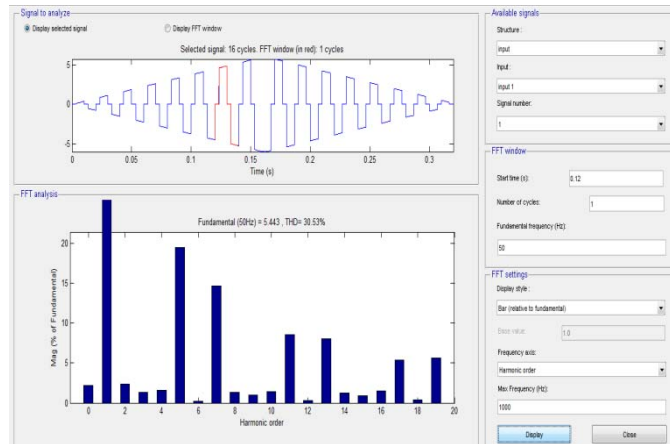 Signal to analyze
Display selected signal
Display FFT window
Selected signal: 16 cycles. FFT window (in red): 1 cycles
5
0
-5
0
0.05
0.1
0.15
0.2
0.25
0.3
Time (s)
FFT analysis
Fundamental (50Hz) = 5.443 , THD= 30.53%
Mag (% of Fundamental)
20
15
10
5
0
0
2
4
6
8
10
12
14
16
18
20
Harmonic order
Available signals
Structure :
input
Input :
input 1
Signal number:
1
FFT window
Start time (s):
0.12
Number of cycles:
1
Fundamental frequency (Hz):
50
FFT settings
Display style :
Bar (relative to fundamental)
Base value:
1.0
Frequency axis:
Harmonic order
Max Frequency (Hz):
1000
Display
Close